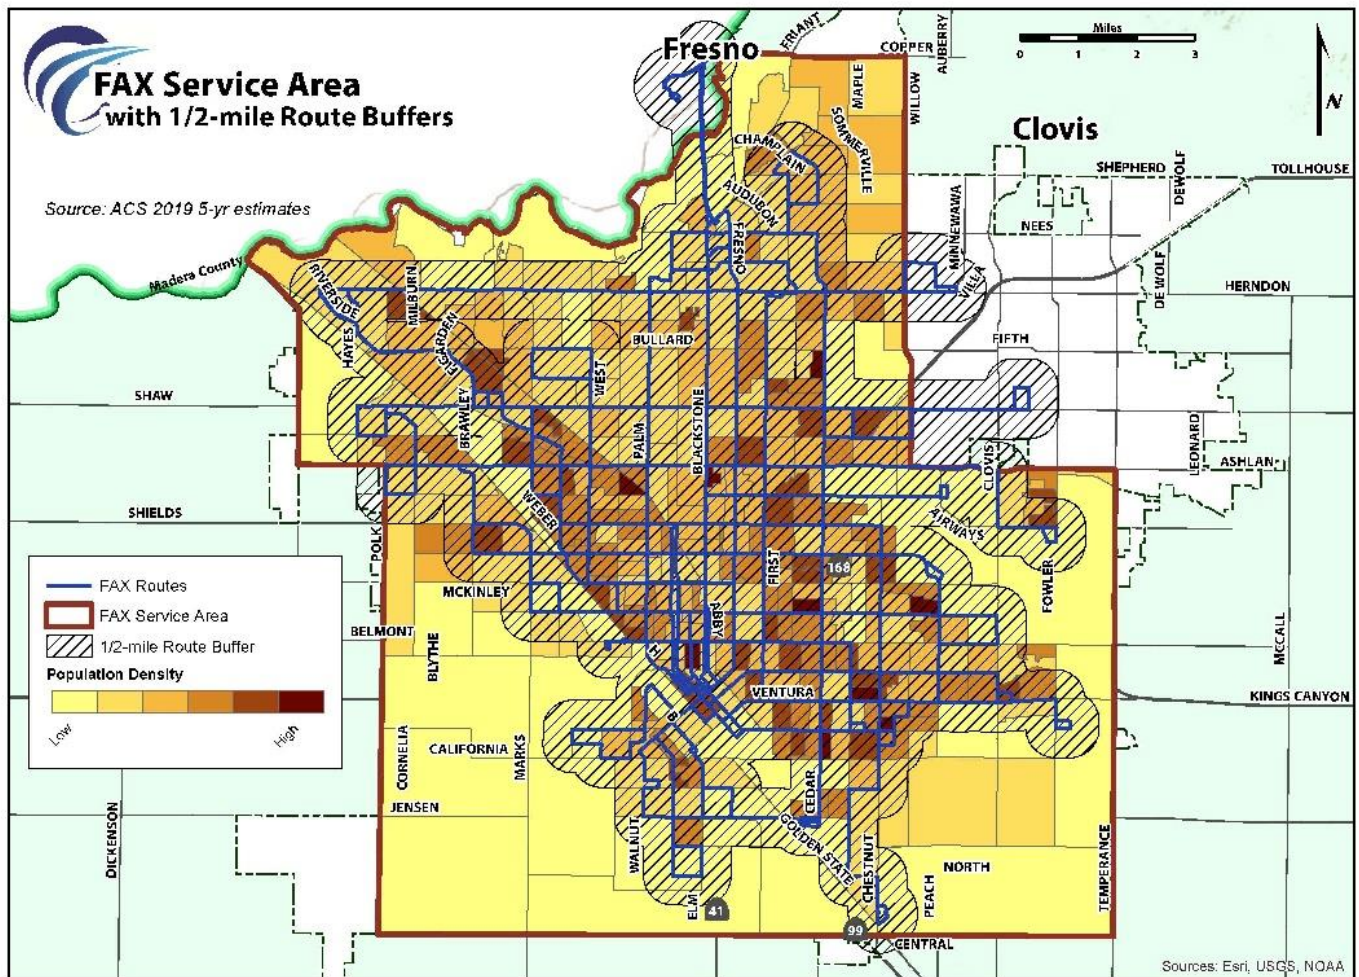 FAX Service Area
with 1/2-mile Route Buffers
Source: ACS 2019 5-yr estimates
Fresno
Clovis
Miles
0 1 2 3
N
FRIANT
COPPER
AUBERRY
WILLOW
MAPLE
SOMMERVILLE
CHAMPLAIN
AUDUBON
FRESNO
SHEPHERD
DEWOLF
TOLLHOUSE
NEES
MINNEWAWA
VILLA
DE WOLF
HERNDON
Madera County
RIVERSIDE
MILBURN
HAYES
FIGARDEN
BULLARD
FIFTH
WEST
SHAW
BRAWLEY
PALM
BLACKSTONE
CLOVIS
LEONARD
ASHLAN
SHIELDS
WEBER
POLK
AIRWAYS
FIRST
168
FOWLER
MCKINLEY
ABBY
BELMONT
BLYTHE
H
MCCALL
VENTURA
KINGS CANYON
B
CORNELIA
CALIFORNIA
MARKS
JENSEN
CEDAR
DICKENSON
WALNUT
GOLDEN STATE
CHESTNUT
NORTH
PEACH
TEMPERANCE
ELM
41
99
CENTRAL
FAX Routes
FAX Service Area
1/2-mile Route Buffer
Population Density
Low
High
Sources: Esri, USGS, NOAA